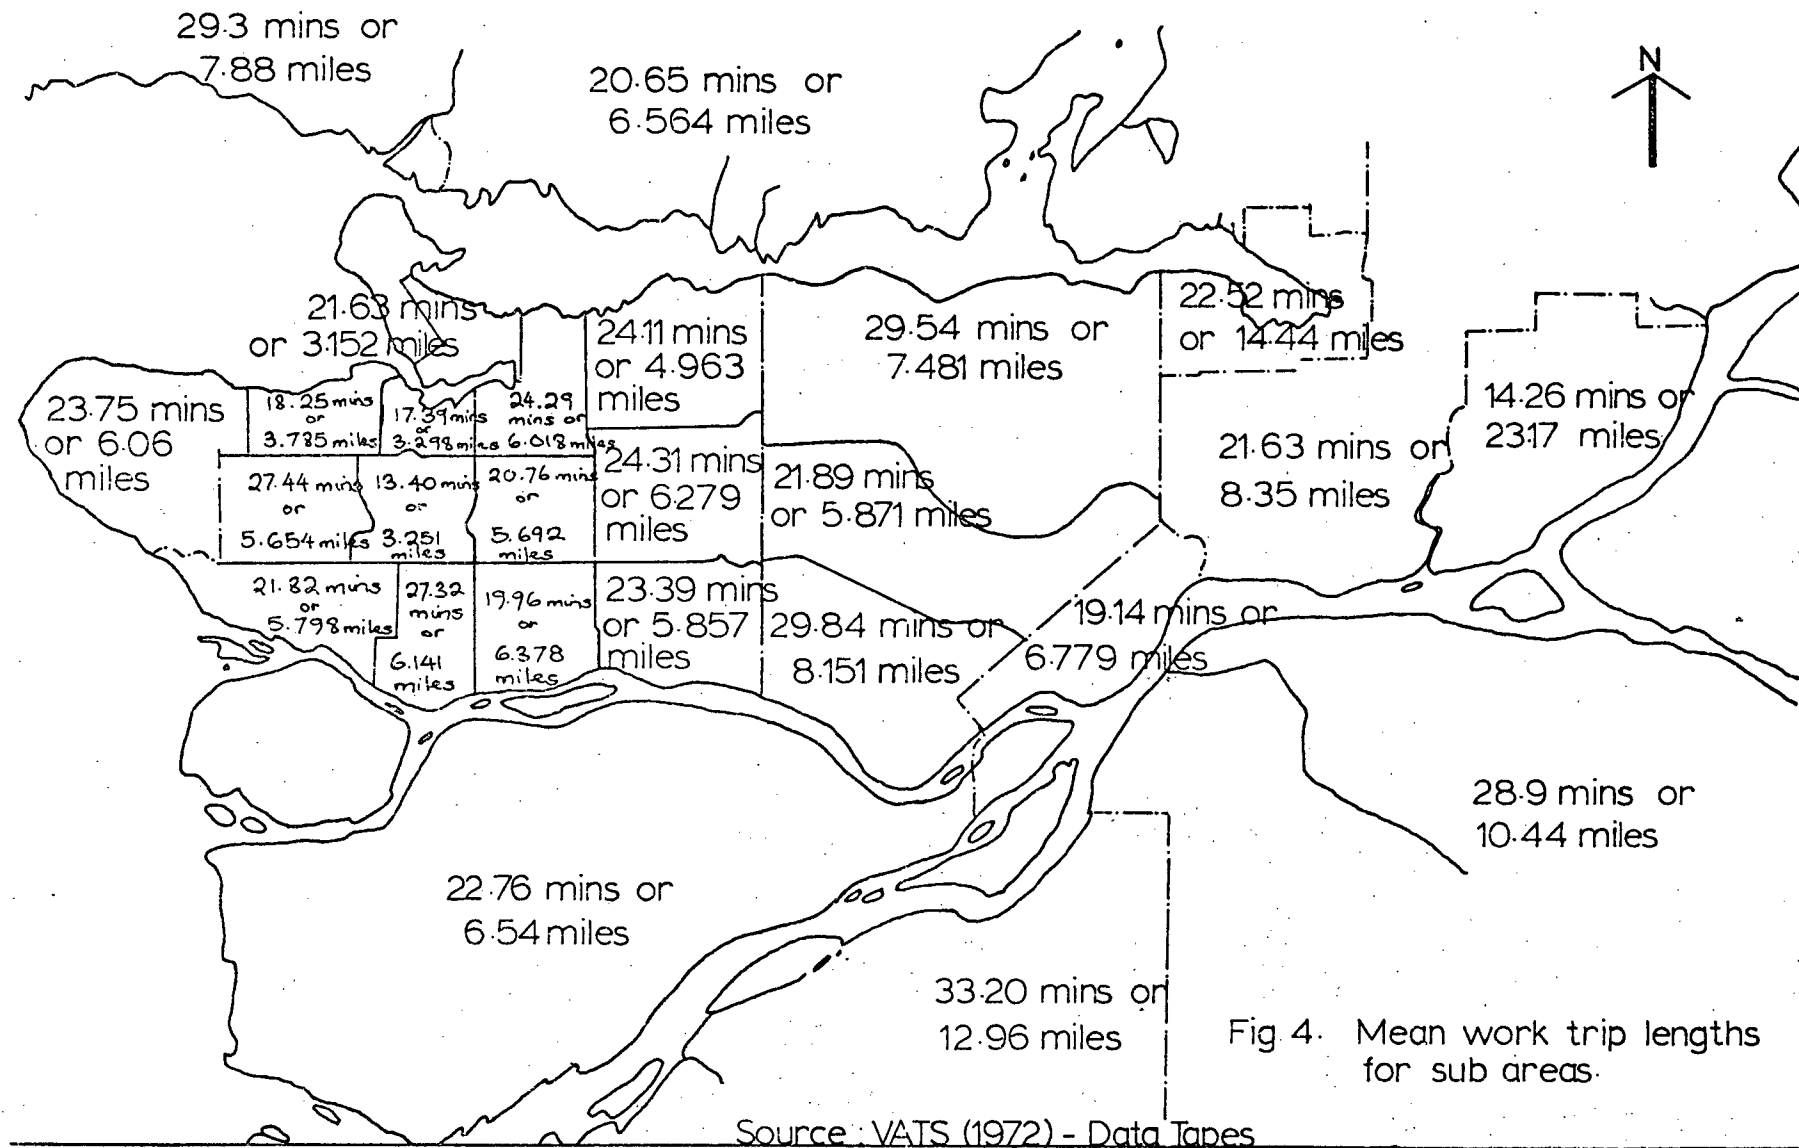 29.3 mins or
7.88 miles
20.65 mins or
6.564 miles
N
21.63 mins
or 3.152 miles
24.11 mins
or 4.963
miles
29.54 mins or
7.481 miles
22.52 mins
or 14.44 miles
14.26 mins or
23.17 miles
23.75 mins
or 6.06
miles
18.25 mins
or
3.735 miles
17.39 mins
or
3.298 miles
24.29
mins or
6.018 miles
21.63 mins or
8.35 miles
27.44 mins
or
5.654 miles
13.40 mins
or
3.251
miles
20.76 mins
or
5.692
miles
24.31 mins
or 6.279
miles
21.89 mins
or 5.871 miles
21.82 mins
or
5.798 miles
27.32
mins
or
6.141
miles
19.96 mins
or
6.378
miles
23.39 mins
or 5.857
miles
29.84 mins or
8.151 miles
19.14 mins or
6.779 miles
28.9 mins or
10.44 miles
22.76 mins or
6.54 miles
33.20 mins or
12.96 miles
Fig 4. Mean work trip lengths
for sub areas.
Source : VATS (1972) - Data Tapes